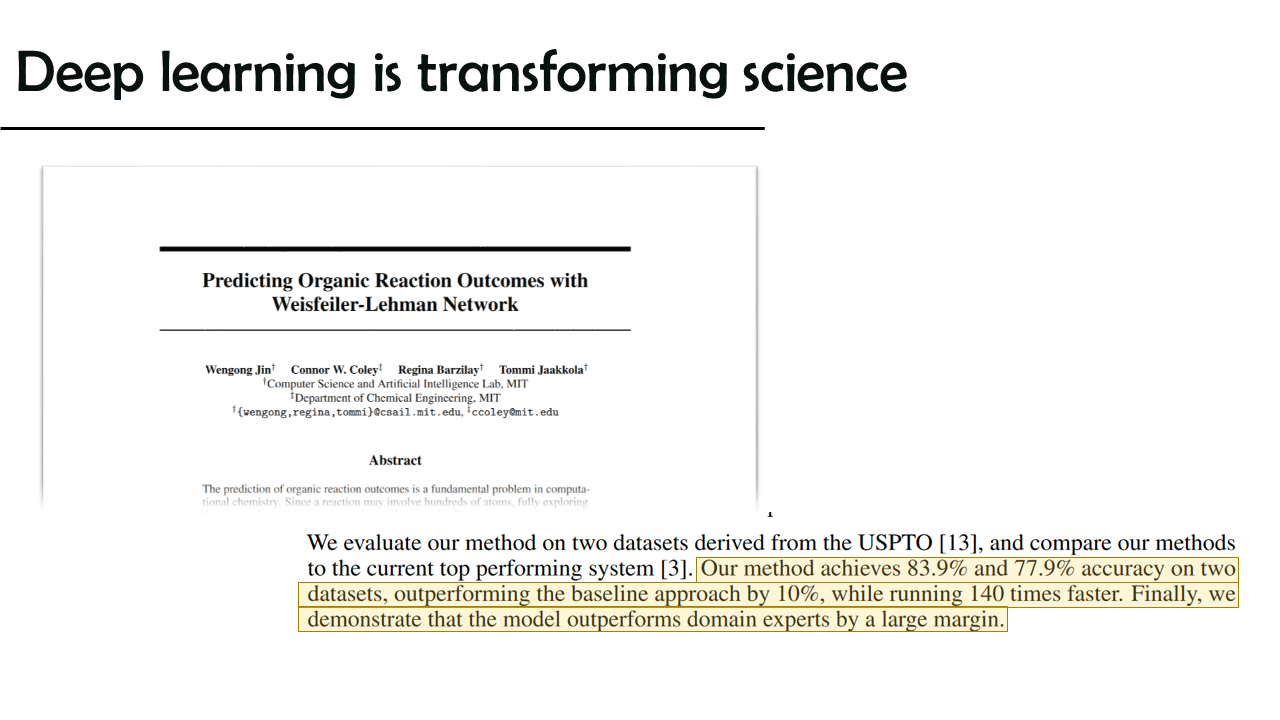 Deep learning is transforming science
Predicting Organic Reaction Outcomes with
Weisfeiler-Lehman Network
Wengong Jin† Connor W. Coley‡ Regina Barzilay† Tommi Jaakkola†
†Computer Science and Artificial Intelligence Lab, MIT
‡Department of Chemical Engineering, MIT
†{wengong,regina,tommi}@csail.mit.edu, ‡ccoley@mit.edu
Abstract
The prediction of organic reaction outcomes is a fundamental problem in computa-
tional chemistry. Since a reaction may involve hundreds of atoms, fully exploring
We evaluate our method on two datasets derived from the USPTO [13], and compare our methods
to the current top performing system [3]. Our method achieves 83.9% and 77.9% accuracy on two
datasets, outperforming the baseline approach by 10%, while running 140 times faster. Finally, we
demonstrate that the model outperforms domain experts by a large margin.